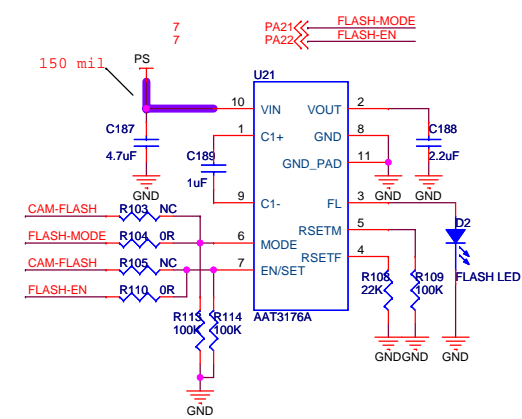 7 PA21 FLASH-MODE
7 PA22 FLASH-EN
150 mil PS
U21
10 VIN VOUT 2
C187 4.7uF GND
1 C1+ GND 8
C188 2.2uF GND
C189 1uF
GND_PAD 11 GND
9 C1- FL 3
CAM-FLASH R103 NC
RSETM 5
D2 FLASH LED
FLASH-MODE R104 0R 6 MODE
RSETF 4
CAM-FLASH R105 NC 7 EN/SET
R108 22K R109 100K
FLASH-EN R110 0R
AAT3176A
R113 100K R114 100K
GND GND GND
GND